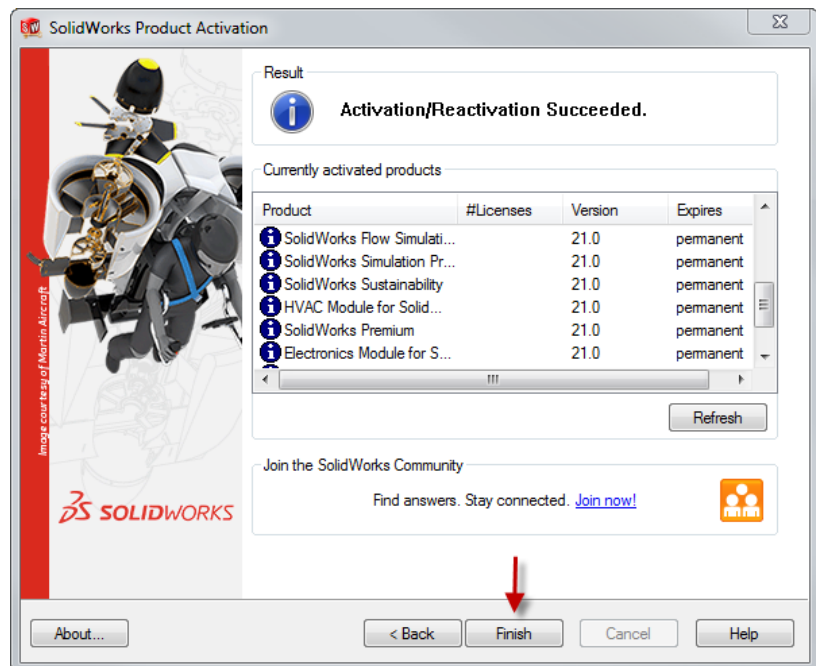 SolidWorks Product Activation
Result
Activation/Reactivation Succeeded.
Currently activated products
Product #Licenses Version Expires
SolidWorks Flow Simulati... 21.0 permanent
SolidWorks Simulation Pr... 21.0 permanent
SolidWorks Sustainability 21.0 permanent
HVAC Module for Solid... 21.0 permanent
SolidWorks Premium 21.0 permanent
Electronics Module for S... 21.0 permanent
Refresh
Join the SolidWorks Community
Find answers. Stay connected. Join now!
Image courtesy of Martin Aircraft
SOLIDWORKS
About... < Back Finish Cancel Help